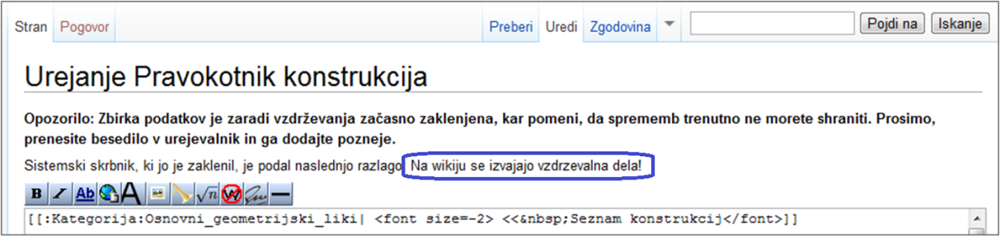 Stran Pogovor Preberi Uredi Zgodovina Pojdi na Iskanje
Urejanje Pravokotnik konstrukcija
Opozorilo: Zbirka podatkov je zaradi vzdrževanja začasno zaklenjena, kar pomeni, da sprememb trenutno ne morete shraniti. Prosimo,
prenesite besedilo v urejevalnik in ga dodajte pozneje.
Sistemski skrbnik, ki jo je zaklenil, je podal naslednjo razlago Na wikiju se izvajajo vzdrzevalna dela!
B I Ab A √n W
[[:Kategorija:Osnovni_geometrijski_liki| <font size=-2> <<&nbsp;Seznam konstrukcij</font>]]